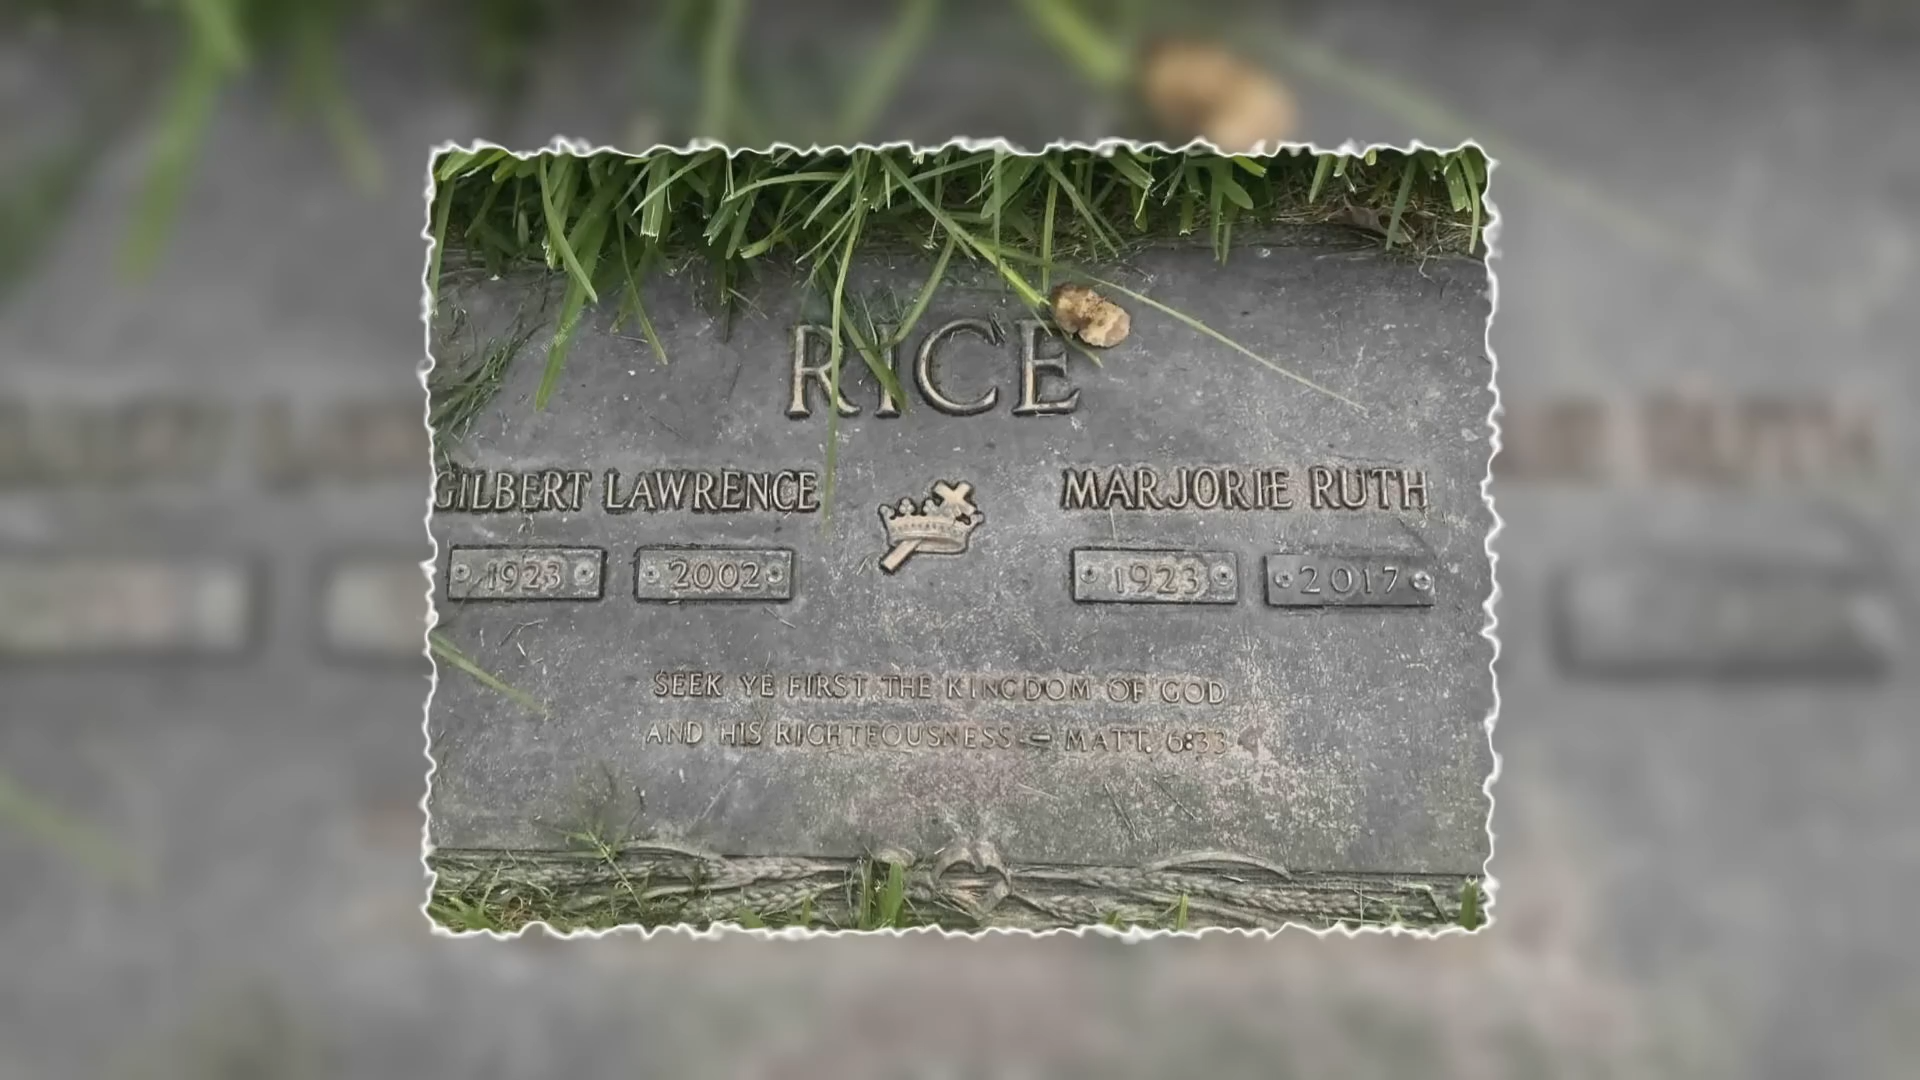 RICE
GILBERT LAWRENCE MARJORIE RUTH
1923 2002 1923 2017
SEEK YE FIRST THE KINGDOM OF GOD
AND HIS RIGHTEOUSNESS = MATT. 6:33